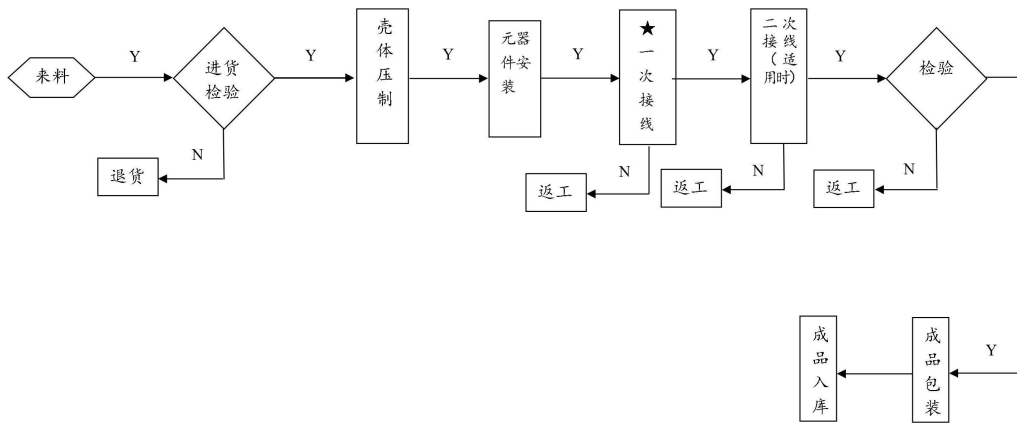 来料
Y
进货
检验
N
退货
Y
壳
体
压
制
Y
元器
件安
装
Y
★
一
次
接
线
N
返工
Y
二次
接线
（适
用时）
N
返工
Y
检验
N
返工
Y
成
品
包
装
成
品
入
库